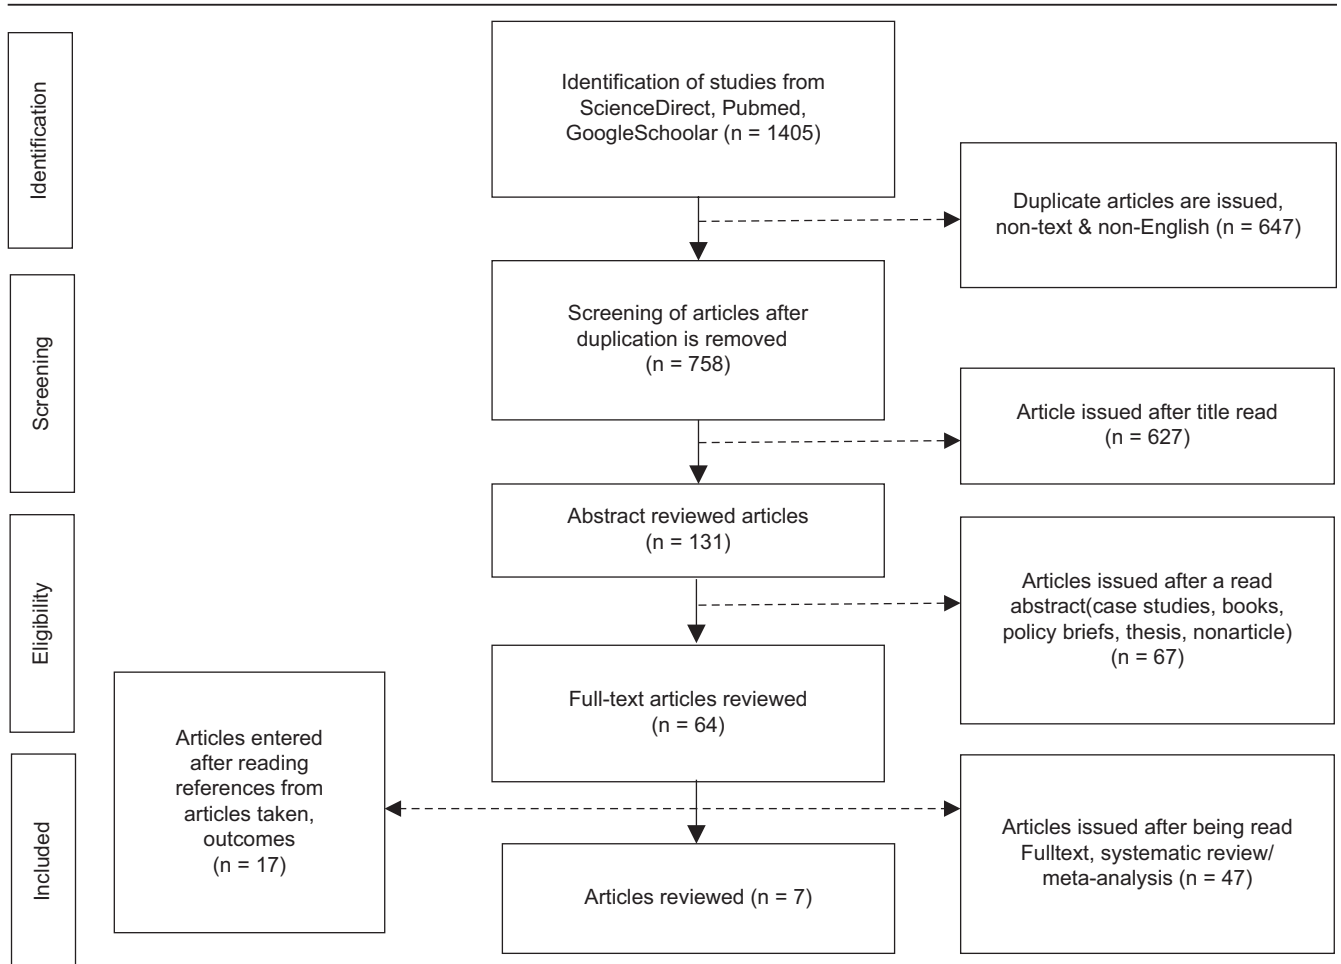 Identification
Identification of studies from
ScienceDirect, Pubmed,
GoogleSchoolar (n = 1405)
Duplicate articles are issued,
non-text & non-English (n = 647)
Screening
Screening of articles after
duplication is removed
(n = 758)
Article issued after title read
(n = 627)
Eligibility
Abstract reviewed articles
(n = 131)
Articles issued after a read
abstract(case studies, books,
policy briefs, thesis, nonarticle)
(n = 67)
Full-text articles reviewed
(n = 64)
Articles entered
after reading
references from
articles taken,
outcomes
(n = 17)
Included
Articles issued after being read
Fulltext, systematic review/
meta-analysis (n = 47)
Articles reviewed (n = 7)